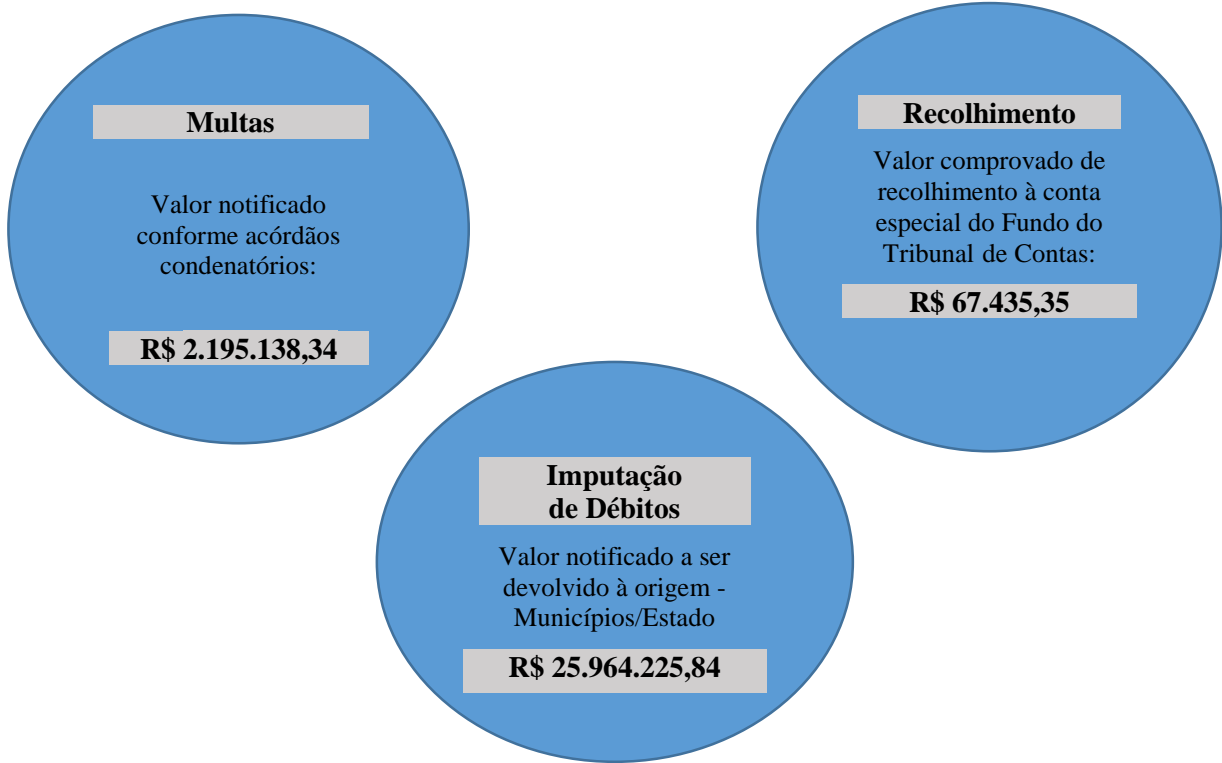 Multas
Valor notificado
conforme acórdãos
condenatórios:
R$ 2.195.138,34
Recolhimento
Valor comprovado de
recolhimento à conta
especial do Fundo do
Tribunal de Contas:
R$ 67.435,35
Imputação
de Débitos
Valor notificado a ser
devolvido à origem -
Municípios/Estado
R$ 25.964.225,84